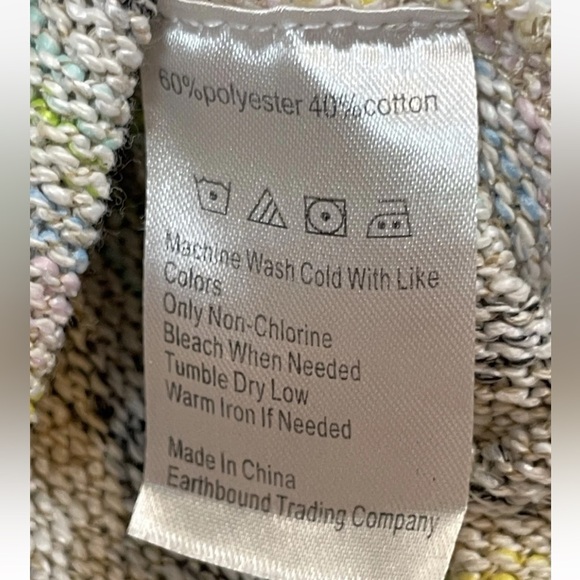 60%polyester 40%cotton
Machine Wash Cold With Like
Colors
Only Non-Chlorine
Bleach When Needed
Tumble Dry Low
Warm Iron If Needed
Made In China
Earthbound Trading Company